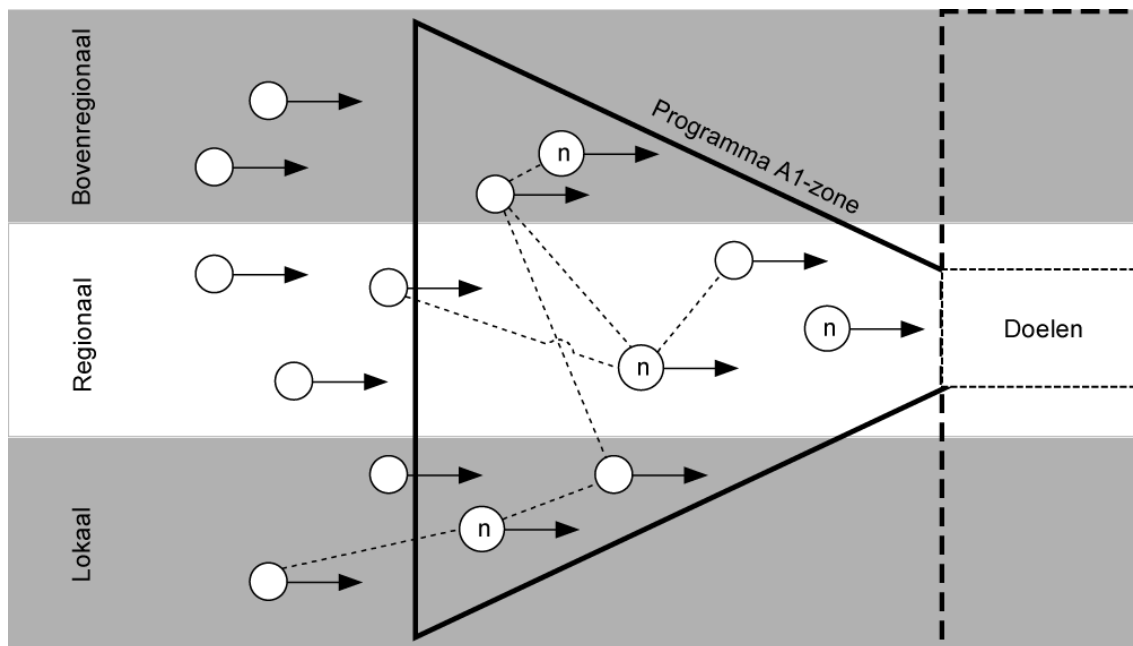 Bovenregionaal
n
Programma A1-zone
Regionaal
n
Doelen
n
Lokaal
n